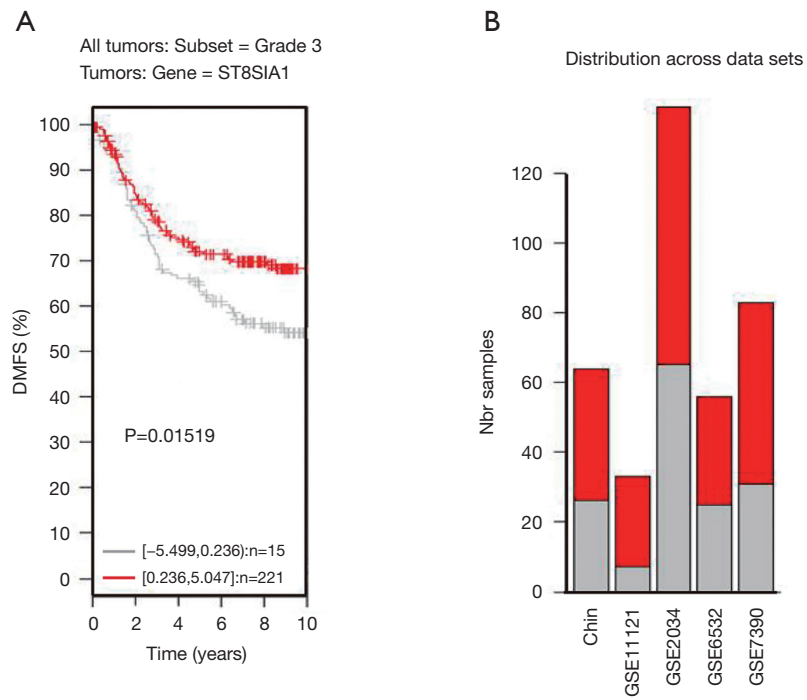 A
All tumors: Subset = Grade 3
Tumors: Gene = ST8SIA1
DMFS (%)
100
90
80
70
60
50
40
30
20
10
0
P=0.01519
[−5.499,0.236):n=15
[0.236,5.047]:n=221
0 2 4 6 8 10
Time (years)
B
Distribution across data sets
Nbr samples
120
100
80
60
40
20
0
Chin
GSE11121
GSE2034
GSE6532
GSE7390